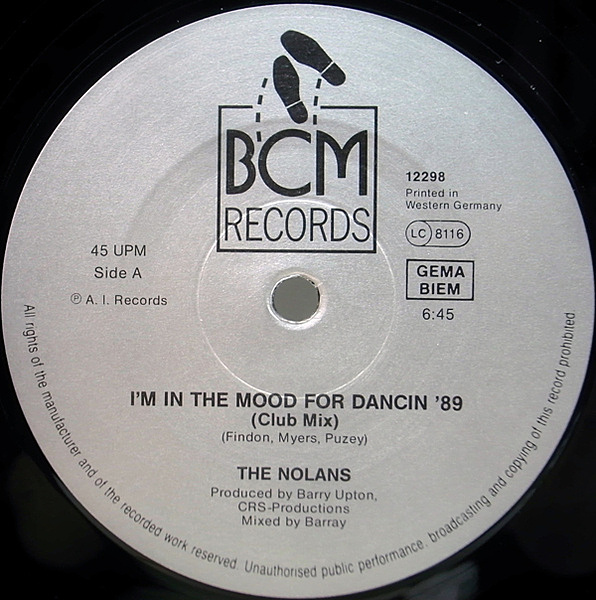 BCM
RECORDS
12298
Printed in
Western Germany
LC 8116
GEMA
BIEM
6:45
45 UPM
Side A
Ⓟ A. I. Records
I'M IN THE MOOD FOR DANCIN '89
(Club Mix)
(Findon, Myers, Puzey)
THE NOLANS
Produced by Barry Upton,
CRS-Productions
Mixed by Barray
All rights of the manufacturer and of the recorded work reserved. Unauthorised public performance, broadcasting and copying of this record prohibited